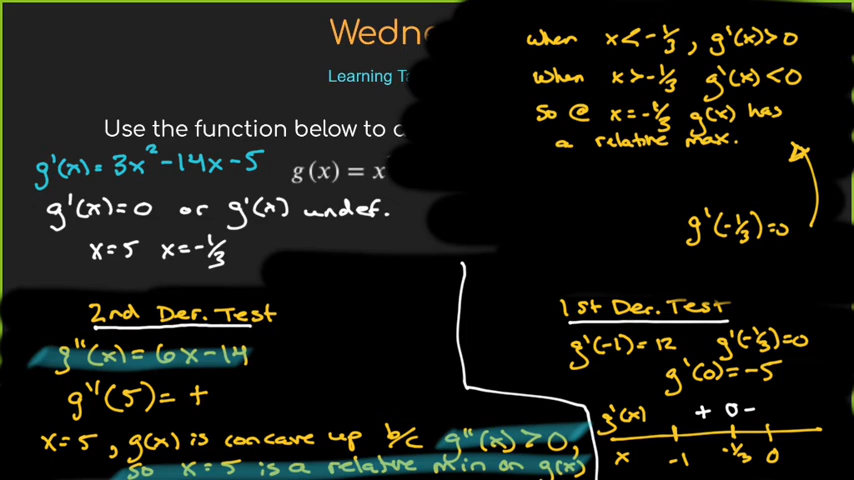 Wedn
Learning Ta
Use the function below to
g'(x)=3x²-14x-5
g(x) = x
g'(x)=0 or g'(x) undef.
x=5 x=-1/3
when x<-1/3, g'(x)>0
when x>-1/3 g'(x)<0
so @ x=-1/3 g(x) has
a relative max.
g'(-1/3)=0
2nd Der. Test
g''(x)=6x-14
g''(5)=+
x=5, g(x) is concave up b/c g''(x)>0,
so x=5 is a relative min on g(x)
1st Der. Test
g'(-1)=12 g'(-1/3)=0
g'(0)=-5
g'(x) + 0 -
x -1 -1/3 0